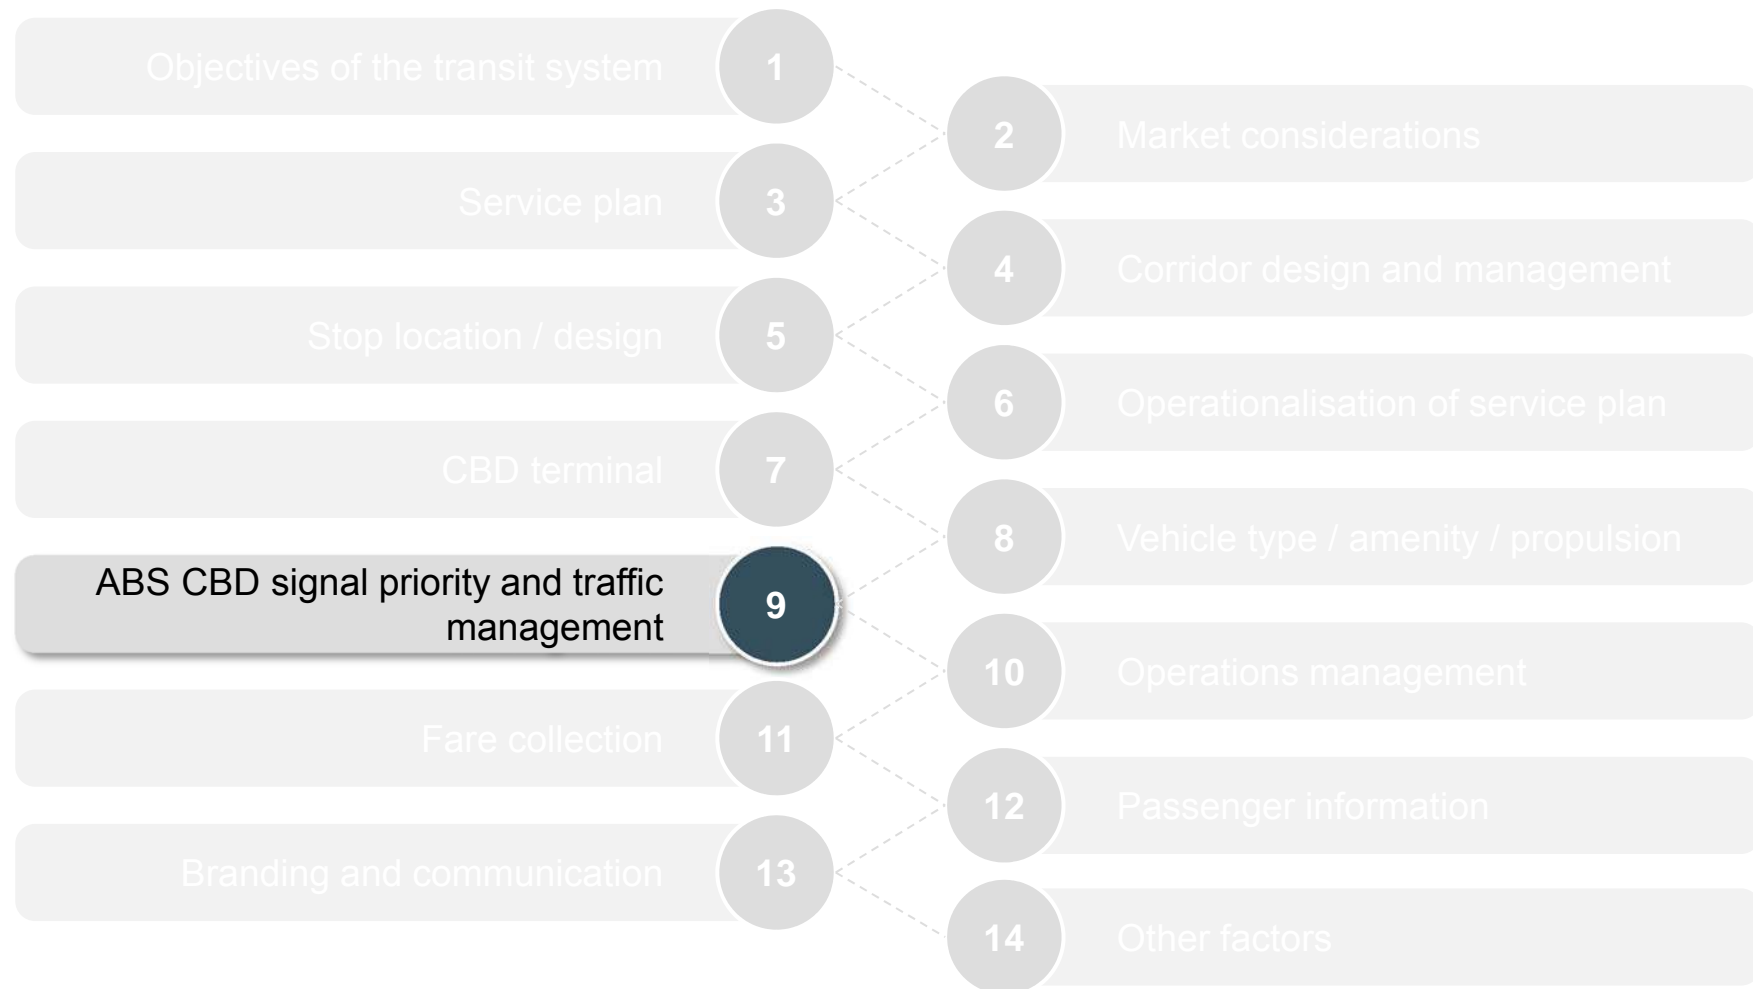 Objectives of the transit system
1
2
Market considerations
Service plan
3
4
Corridor design and management
Stop location / design
5
6
Operationalisation of service plan
CBD terminal
7
8
Vehicle type / amenity / propulsion
ABS CBD signal priority and traffic
management
9
10
Operations management
Fare collection
11
12
Passenger information
Branding and communication
13
14
Other factors